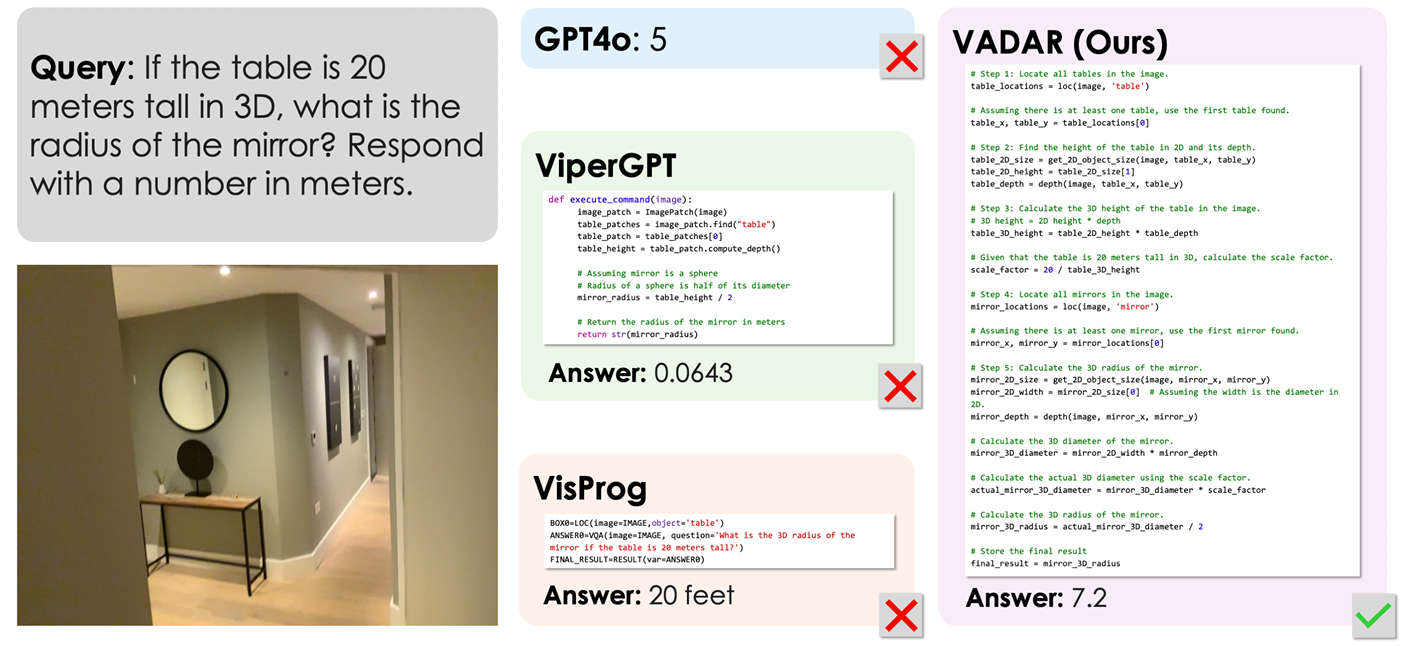 Query: If the table is 20
meters tall in 3D, what is the
radius of the mirror? Respond
with a number in meters.
GPT4o: 5
ViperGPT
def execute_command(image):
image_patch = ImagePatch(image)
table_patches = image_patch.find("table")
table_patch = table_patches[0]
table_height = table_patch.compute_depth()
# Assuming mirror is a sphere
# Radius of a sphere is half of its diameter
mirror_radius = table_height / 2
# Return the radius of the mirror in meters
return str(mirror_radius)
Answer: 0.0643
VisProg
BOX0=LOC(image=IMAGE,object='table')
ANSWER0=VQA(image=IMAGE, question='What is the 3D radius of the
mirror if the table is 20 meters tall?')
FINAL_RESULT=RESULT(var=ANSWER0)
Answer: 20 feet
VADAR (Ours)
# Step 1: Locate all tables in the image.
table_locations = loc(image, 'table')
# Assuming there is at least one table, use the first table found.
table_x, table_y = table_locations[0]
# Step 2: Find the height of the table in 2D and its depth.
table_2D_size = get_2D_object_size(image, table_x, table_y)
table_2D_height = table_2D_size[1]
table_depth = depth(image, table_x, table_y)
# Step 3: Calculate the 3D height of the table in the image.
# 3D height = 2D height * depth
table_3D_height = table_2D_height * table_depth
# Given that the table is 20 meters tall in 3D, calculate the scale factor.
scale_factor = 20 / table_3D_height
# Step 4: Locate all mirrors in the image.
mirror_locations = loc(image, 'mirror')
# Assuming there is at least one mirror, use the first mirror found.
mirror_x, mirror_y = mirror_locations[0]
# Step 5: Calculate the 3D radius of the mirror.
mirror_2D_size = get_2D_object_size(image, mirror_x, mirror_y)
mirror_2D_width = mirror_2D_size[0] # Assuming the width is the diameter in
2D.
mirror_depth = depth(image, mirror_x, mirror_y)
# Calculate the 3D diameter of the mirror.
mirror_3D_diameter = mirror_2D_width * mirror_depth
# Calculate the actual 3D diameter using the scale factor.
actual_mirror_3D_diameter = mirror_3D_diameter * scale_factor
# Calculate the 3D radius of the mirror.
mirror_3D_radius = actual_mirror_3D_diameter / 2
# Store the final result
final_result = mirror_3D_radius
Answer: 7.2